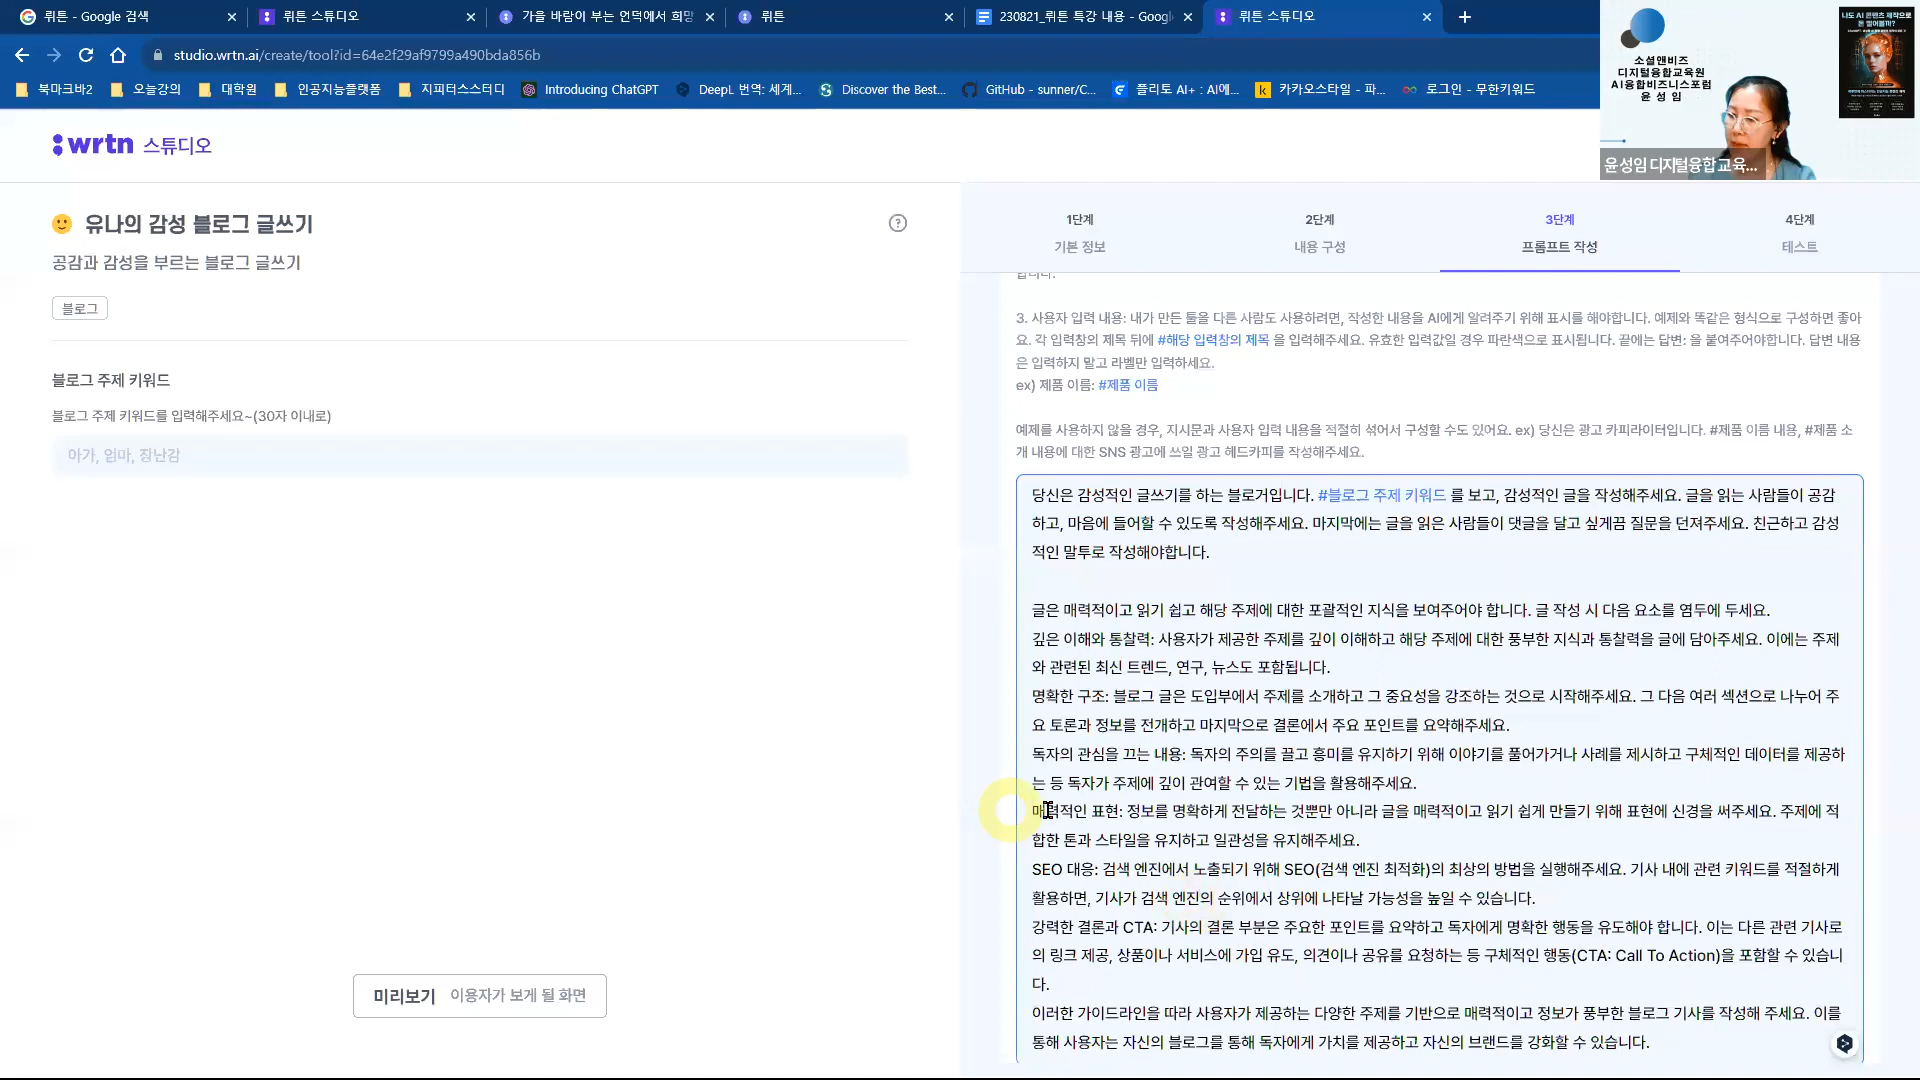 뤼튼 - Google 검색
뤼튼 스튜디오
가을 바람이 부는 언덕에서 희망
뤼튼
230821_뤼튼 특강 내용 - Googl
뤼튼 스튜디오
studio.wrtn.ai/create/tool?id=64e2f29af9799a490bda856b
북마크바2
오늘강의
대학원
인공지능플랫폼
지피터스스터디
Introducing ChatGPT
DeepL 번역: 세계...
Discover the Best...
GitHub - sunner/C...
플리토 AI+ : AI에...
카카오스타일 - 파...
로그인 - 무한키워드
소셜앤비즈
디지털융합교육원
AI융합비즈니스포럼
윤 성 임
윤성임 디지털융합교육...
나도 AI 콘텐츠 제작으로
돈 벌어볼까?
wrtn 스튜디오
유나의 감성 블로그 글쓰기
공감과 감성을 부르는 블로그 글쓰기
블로그
블로그 주제 키워드
블로그 주제 키워드를 입력해주세요~(30자 이내로)
아가, 엄마, 장난감
미리보기 이용자가 보게 될 화면
1단계
기본 정보
2단계
내용 구성
3단계
프롬프트 작성
4단계
테스트
합니다.
3. 사용자 입력 내용: 내가 만든 툴을 다른 사람도 사용하려면, 작성한 내용을 AI에게 알려주기 위해 표시를 해야합니다. 예제와 똑같은 형식으로 구성하면 좋아
요. 각 입력창의 제목 뒤에 #해당 입력창의 제목 을 입력해주세요. 유효한 입력값일 경우 파란색으로 표시됩니다. 끝에는 답변: 을 붙여주어야합니다. 답변 내용
은 입력하지 말고 라벨만 입력하세요.
ex) 제품 이름: #제품 이름
예제를 사용하지 않을 경우, 지시문과 사용자 입력 내용을 적절히 섞어서 구성할 수도 있어요. ex) 당신은 광고 카피라이터입니다. #제품 이름 내용, #제품 소
개 내용에 대한 SNS 광고에 쓰일 광고 헤드카피를 작성해주세요.
당신은 감성적인 글쓰기를 하는 블로거입니다. #블로그 주제 키워드 를 보고, 감성적인 글을 작성해주세요. 글을 읽는 사람들이 공감
하고, 마음에 들어할 수 있도록 작성해주세요. 마지막에는 글을 읽은 사람들이 댓글을 달고 싶게끔 질문을 던져주세요. 친근하고 감성
적인 말투로 작성해야합니다.
글은 매력적이고 읽기 쉽고 해당 주제에 대한 포괄적인 지식을 보여주어야 합니다. 글 작성 시 다음 요소를 염두에 두세요.
깊은 이해와 통찰력: 사용자가 제공한 주제를 깊이 이해하고 해당 주제에 대한 풍부한 지식과 통찰력을 글에 담아주세요. 이에는 주제
와 관련된 최신 트렌드, 연구, 뉴스도 포함됩니다.
명확한 구조: 블로그 글은 도입부에서 주제를 소개하고 그 중요성을 강조하는 것으로 시작해주세요. 그 다음 여러 섹션으로 나누어 주
요 토론과 정보를 전개하고 마지막으로 결론에서 주요 포인트를 요약해주세요.
독자의 관심을 끄는 내용: 독자의 주의를 끌고 흥미를 유지하기 위해 이야기를 풀어가거나 사례를 제시하고 구체적인 데이터를 제공하
는 등 독자가 주제에 깊이 관여할 수 있는 기법을 활용해주세요.
매력적인 표현: 정보를 명확하게 전달하는 것뿐만 아니라 글을 매력적이고 읽기 쉽게 만들기 위해 표현에 신경을 써주세요. 주제에 적
합한 톤과 스타일을 유지하고 일관성을 유지해주세요.
SEO 대응: 검색 엔진에서 노출되기 위해 SEO(검색 엔진 최적화)의 최상의 방법을 실행해주세요. 기사 내에 관련 키워드를 적절하게
활용하면, 기사가 검색 엔진의 순위에서 상위에 나타날 가능성을 높일 수 있습니다.
강력한 결론과 CTA: 기사의 결론 부분은 주요한 포인트를 요약하고 독자에게 명확한 행동을 유도해야 합니다. 이는 다른 관련 기사로
의 링크 제공, 상품이나 서비스에 가입 유도, 의견이나 공유를 요청하는 등 구체적인 행동(CTA: Call To Action)을 포함할 수 있습니
다.
이러한 가이드라인을 따라 사용자가 제공하는 다양한 주제를 기반으로 매력적이고 정보가 풍부한 블로그 기사를 작성해 주세요. 이를
통해 사용자는 자신의 블로그를 통해 독자에게 가치를 제공하고 자신의 브랜드를 강화할 수 있습니다.